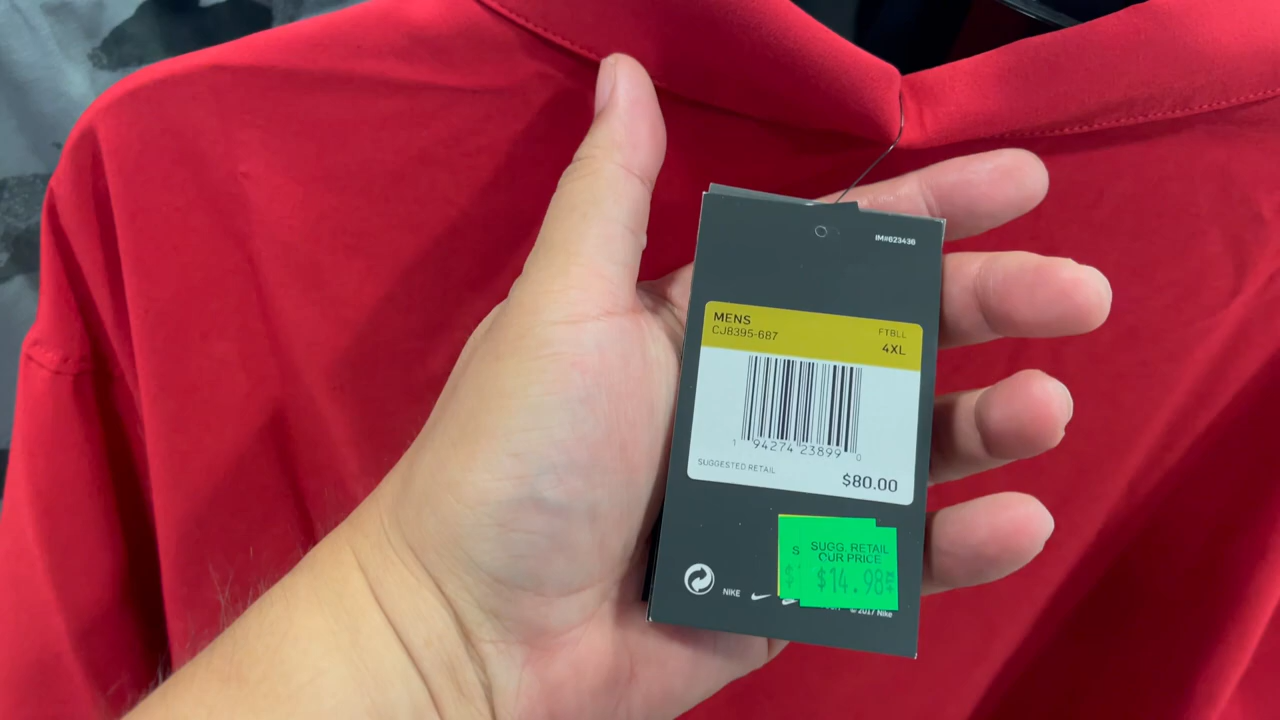 IM#623436
MENS
CJ8395-687
FTBLL
4XL
1 94274 23899 0
SUGGESTED RETAIL
$80.00
SUGG. RETAIL
OUR PRICE
$14.98
NIKE
© 2017 Nike